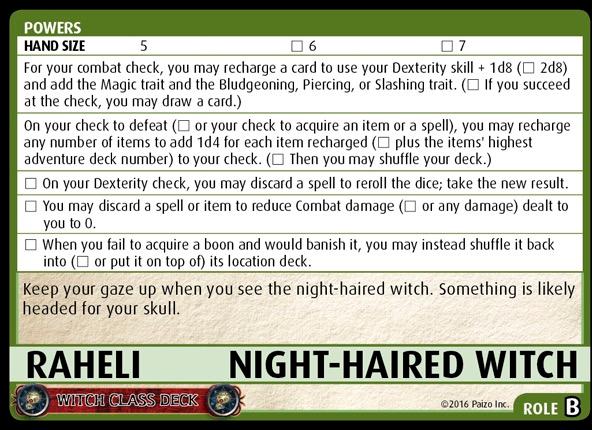 POWERS
HAND SIZE 5 □ 6 □ 7
For your combat check, you may recharge a card to use your Dexterity skill + 1d8 (□ 2d8)
and add the Magic trait and the Bludgeoning, Piercing, or Slashing trait. (□ If you succeed
at the check, you may draw a card.)
On your check to defeat (□ or your check to acquire an item or a spell), you may recharge
any number of items to add 1d4 for each item recharged (□ plus the items' highest
adventure deck number) to your check. (□ Then you may shuffle your deck.)
□ On your Dexterity check, you may discard a spell to reroll the dice; take the new result.
□ You may discard a spell or item to reduce Combat damage (□ or any damage) dealt to
you to 0.
□ When you fail to acquire a boon and would banish it, you may instead shuffle it back
into (□ or put it on top of) its location deck.
Keep your gaze up when you see the night-haired witch. Something is likely
headed for your skull.
RAHELI NIGHT-HAIRED WITCH
WITCH CLASS DECK
©2016 Paizo Inc. ROLE B